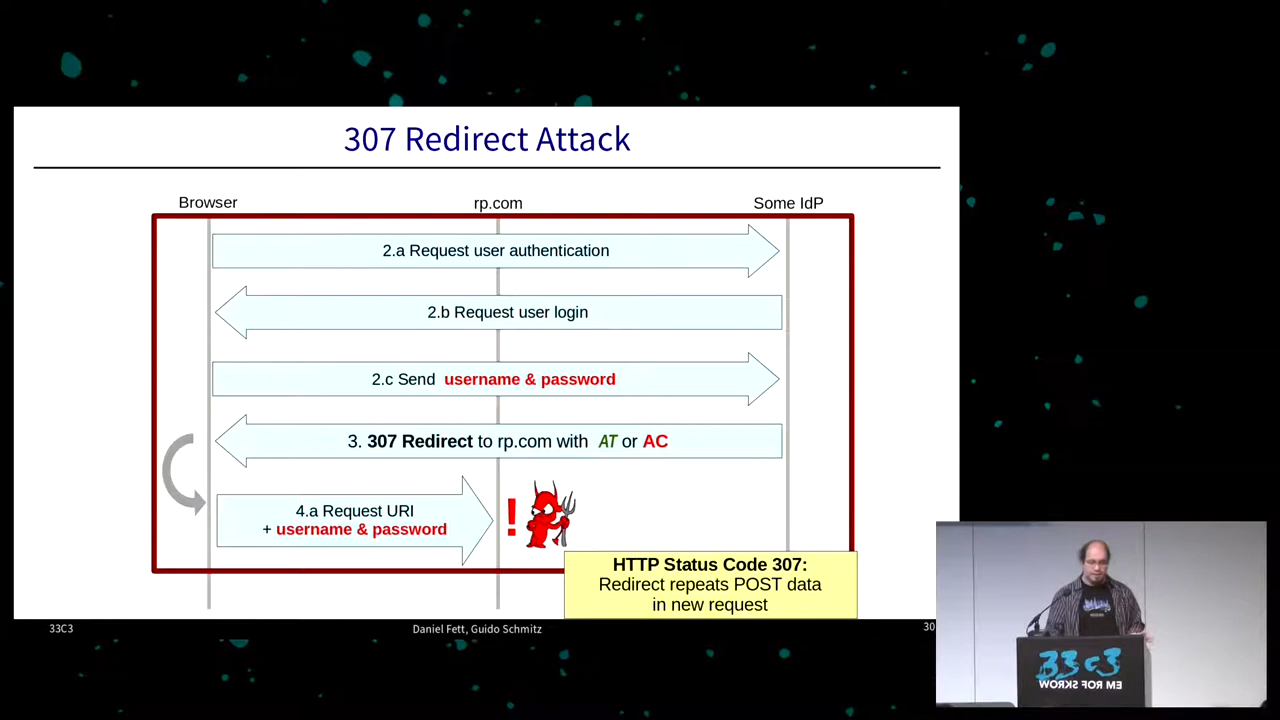 307 Redirect Attack
Browser
rp.com
Some IdP
2.a Request user authentication
2.b Request user login
2.c Send username & password
3. 307 Redirect to rp.com with AT or AC
4.a Request URI
+ username & password
!
HTTP Status Code 307:
Redirect repeats POST data
in new request
33C3
Daniel Fett, Guido Schmitz
30
33c3
WORKS FOR ME